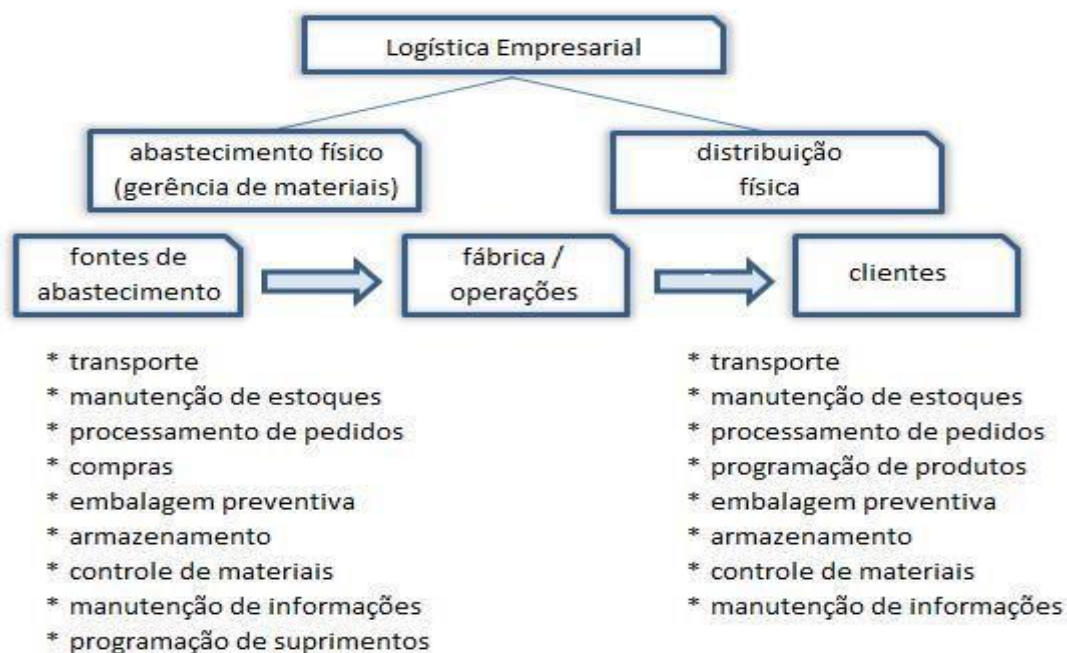 Logística Empresarial
abastecimento físico
(gerência de materiais)
distribuição
física
fontes de
abastecimento
fábrica /
operações
clientes
* transporte
* manutenção de estoques
* processamento de pedidos
* compras
* embalagem preventiva
* armazenamento
* controle de materiais
* manutenção de informações
* programação de suprimentos
* transporte
* manutenção de estoques
* processamento de pedidos
* programação de produtos
* embalagem preventiva
* armazenamento
* controle de materiais
* manutenção de informações